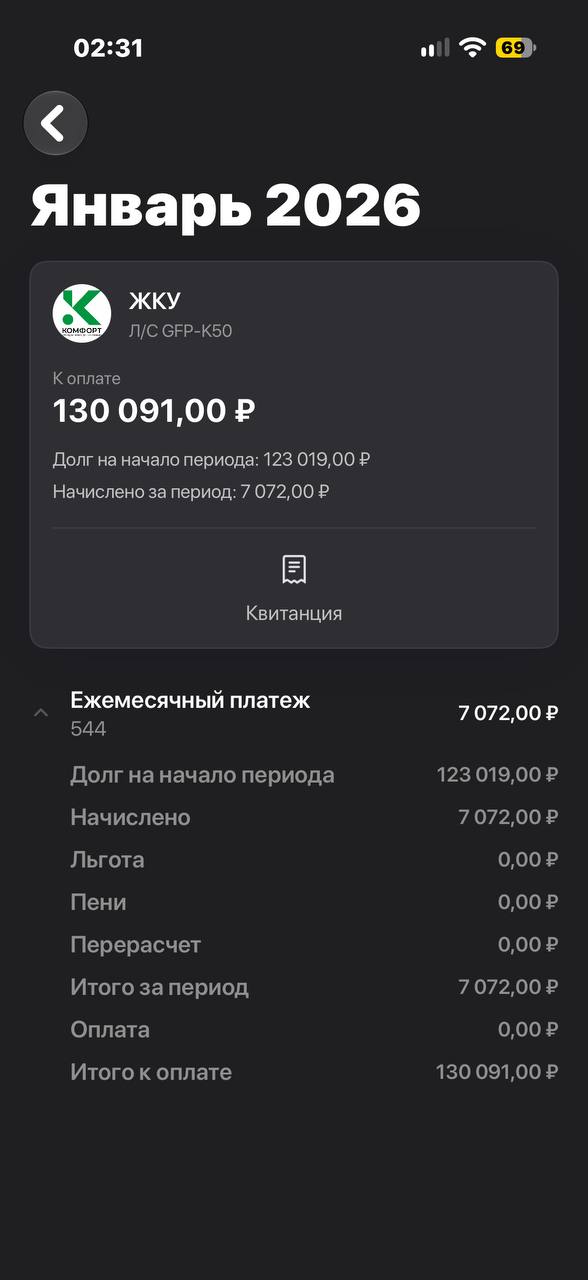 02:31
69
Январь 2026
КОМФОРТ
ЖКУ
Л/С GFP-K50
К оплате
130 091,00 ₽
Долг на начало периода: 123 019,00 ₽
Начислено за период: 7 072,00 ₽
Квитанция
Ежемесячный платеж 7 072,00 ₽
544
Долг на начало периода 123 019,00 ₽
Начислено 7 072,00 ₽
Льгота 0,00 ₽
Пени 0,00 ₽
Перерасчет 0,00 ₽
Итого за период 7 072,00 ₽
Оплата 0,00 ₽
Итого к оплате 130 091,00 ₽